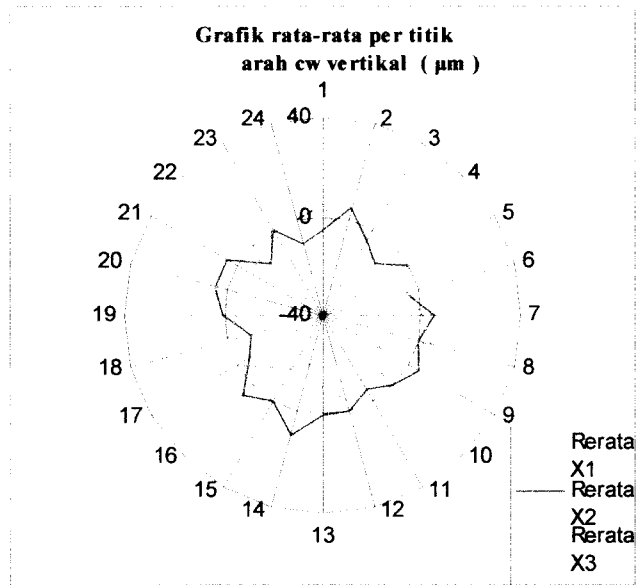 Grafik rata-rata per titik
arah cw vertikal ( µm )
1
24 40 2
23 3
22 4
21 5
0
20 6
19 -40 7
18 8
17 9
16 10
15 11
14 12
13
Rerata
X1
Rerata
X2
Rerata
X3